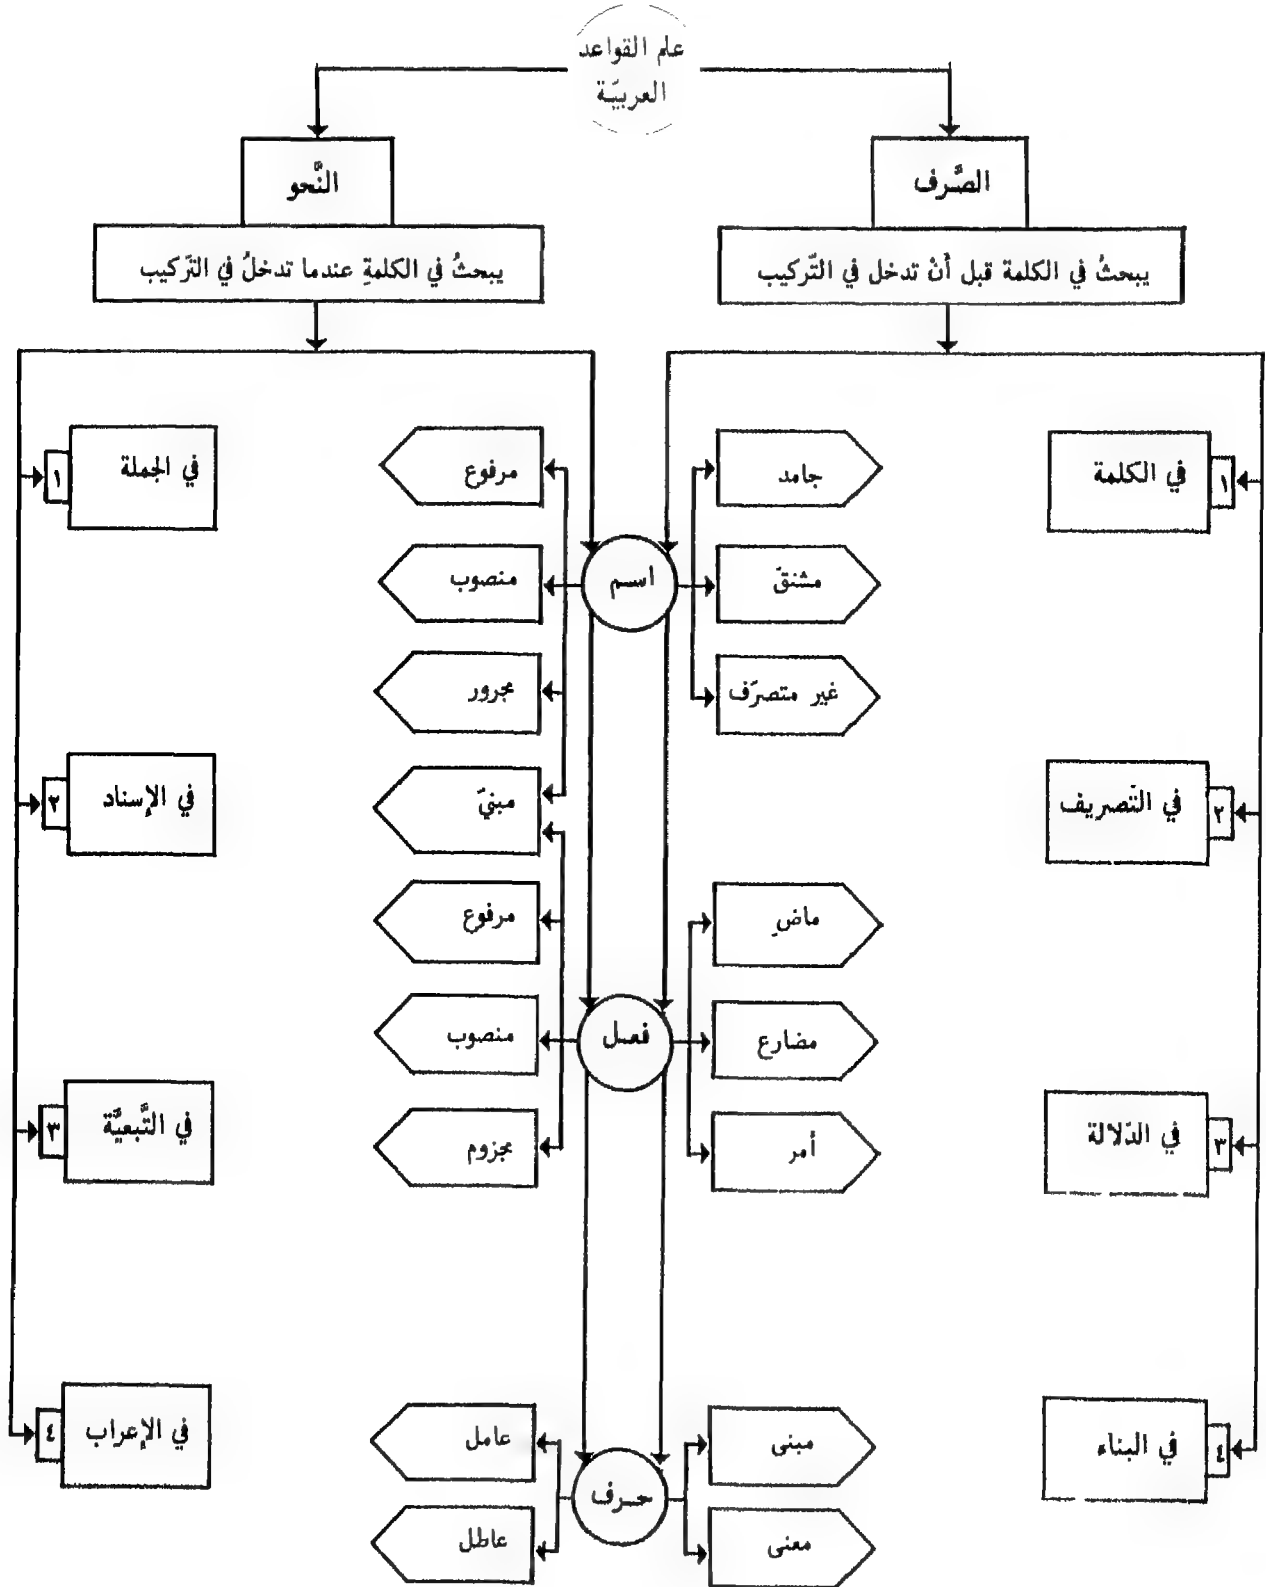 علم القواعد
العربيّة
الصَّرف
يبحثُ في الكلمة قبل أنْ تدخل في التّركيب
النَّحو
يبحثُ في الكلمةِ عندما تدخلُ في التّركيب
١
في الكلمة
٢
في التّصريف
٣
في الدّلالة
٤
في البناء
جامد
مشتقّ
غير متصرّف
ماضٍ
مضارع
أمر
مبنى
معنى
اسم
فعل
حرف
مرفوع
منصوب
مجرور
مبنيّ
مرفوع
منصوب
مجزوم
عامل
عاطل
في الجملة
١
في الإسناد
٢
في التَّبعيَّة
٣
في الإعراب
٤